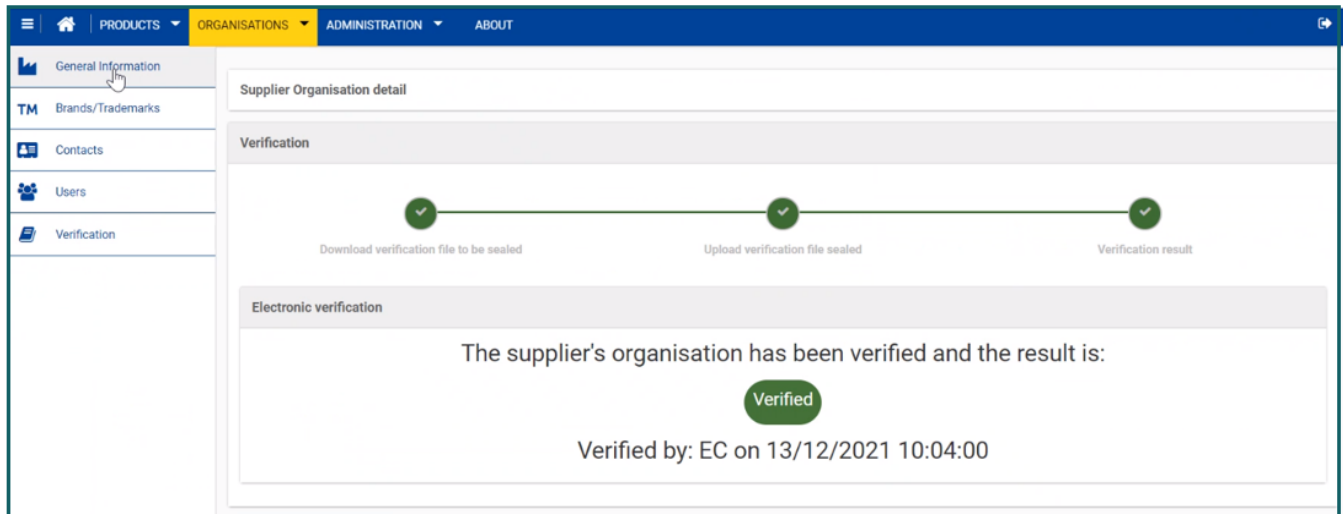 PRODUCTS ORGANISATIONS ADMINISTRATION ABOUT
General Information
TM Brands/Trademarks
Contacts
Users
Verification
Supplier Organisation detail
Verification
Download verification file to be sealed Upload verification file sealed Verification result
Electronic verification
The supplier's organisation has been verified and the result is:
Verified
Verified by: EC on 13/12/2021 10:04:00